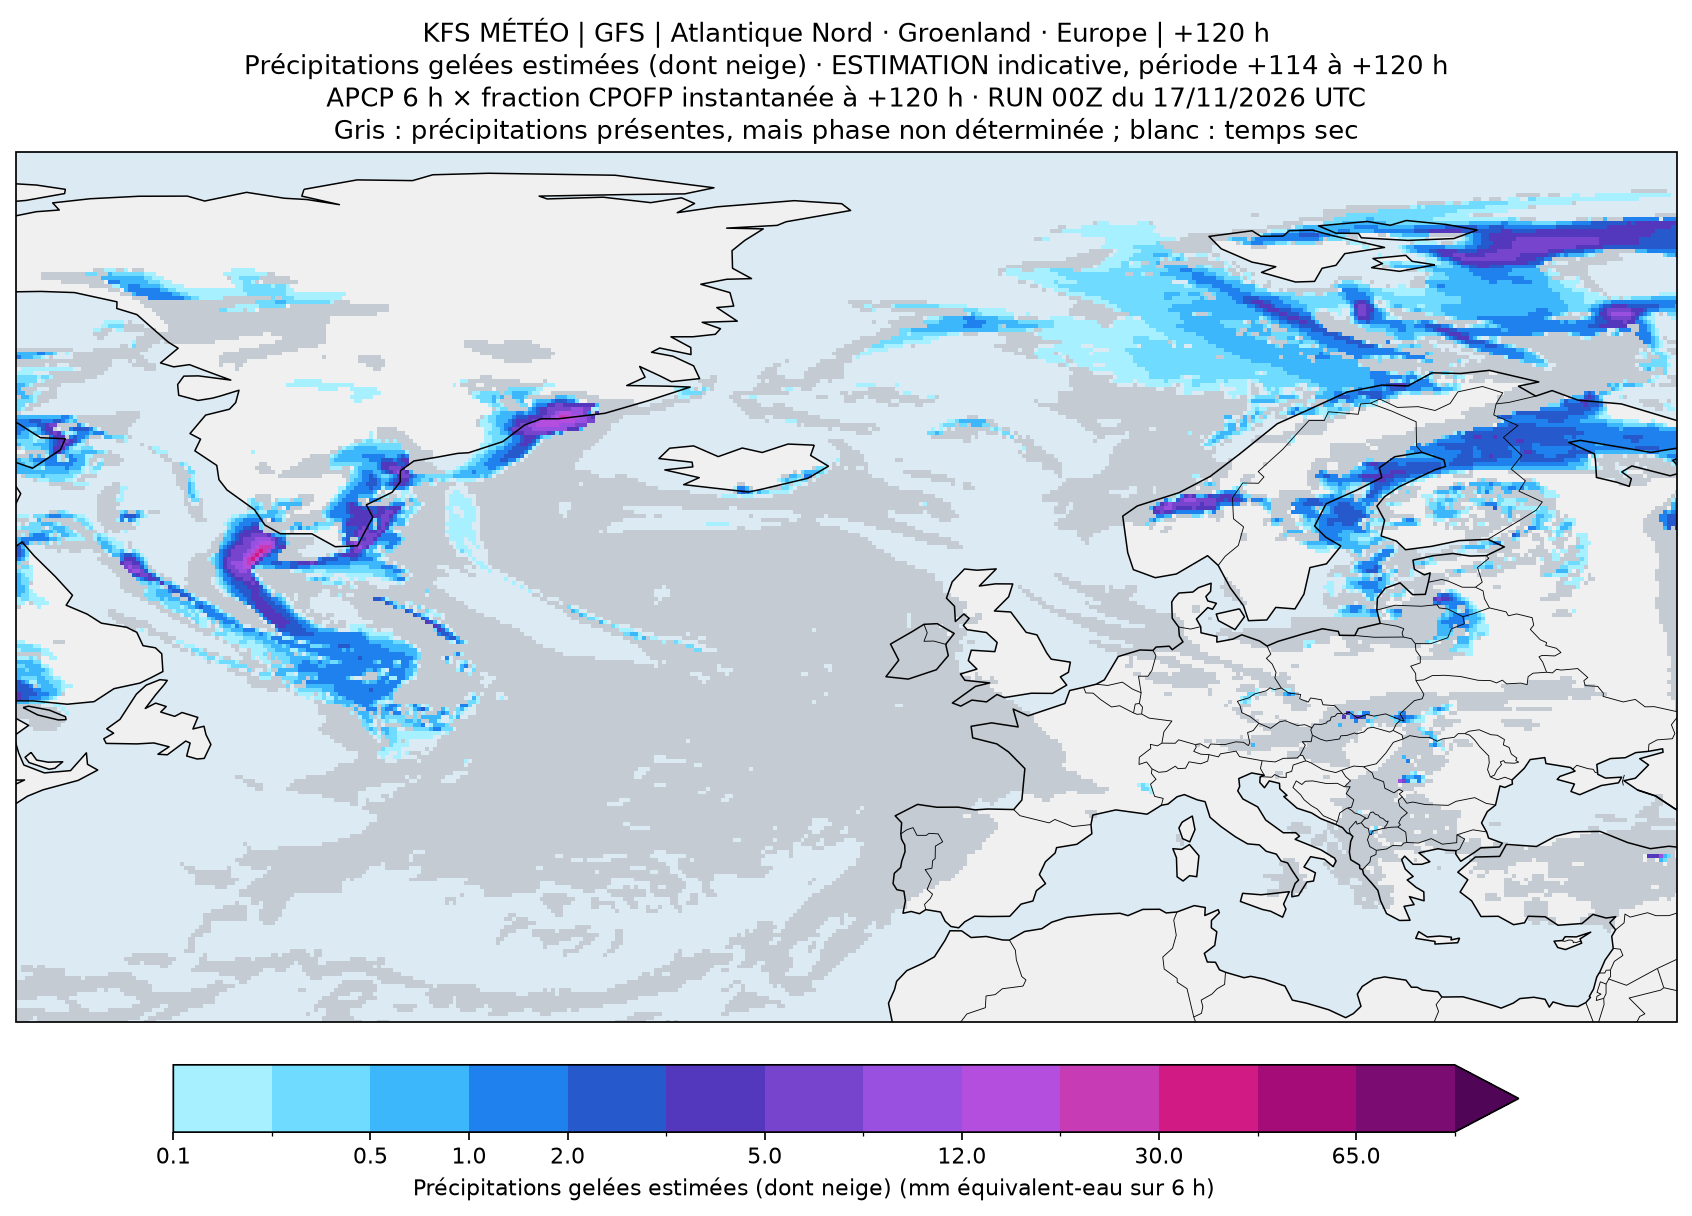 KFS MÉTÉO | GFS | Atlantique Nord · Groenland · Europe | +120 h
Précipitations gelées estimées (dont neige) · ESTIMATION indicative, période +114 à +120 h
APCP 6 h × fraction CPOFP instantanée à +120 h · RUN 00Z du 17/11/2026 UTC
Gris : précipitations présentes, mais phase non déterminée ; blanc : temps sec
0.1 0.5 1.0 2.0 5.0 12.0 30.0 65.0
Précipitations gelées estimées (dont neige) (mm équivalent-eau sur 6 h)